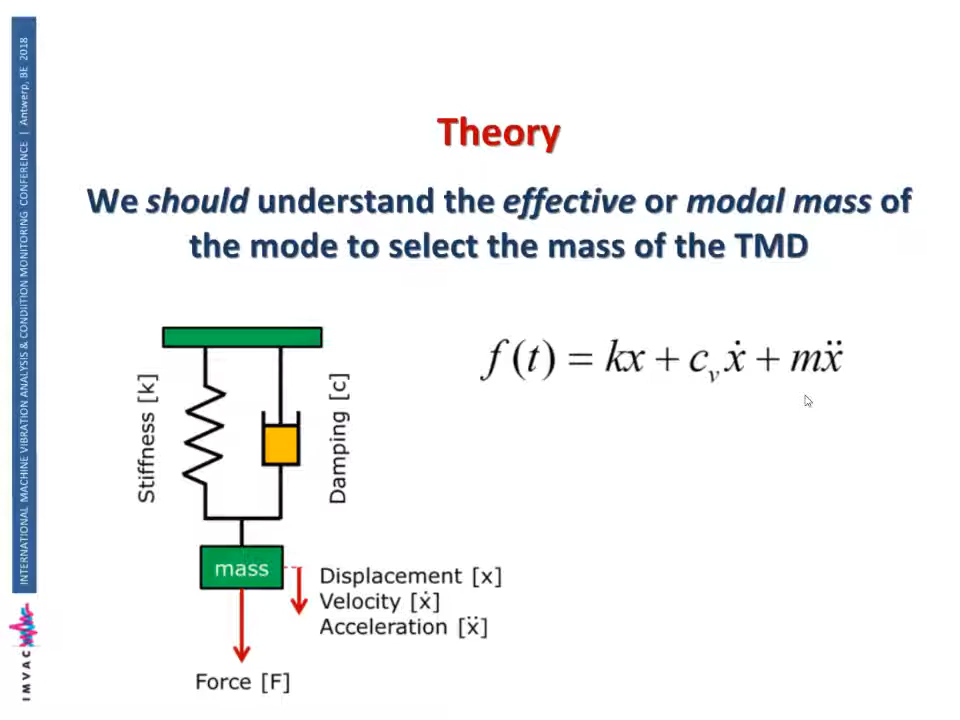 INTERNATIONAL MACHINE VIBRATION ANALYSIS & CONDITION MONITORING CONFERENCE | Antwerp, BE 2018
IMVAC
Theory
We should understand the effective or modal mass of
the mode to select the mass of the TMD
f(t) = kx + cᵥẋ + mẍ
Stiffness [k]
Damping [c]
mass
Displacement [x]
Velocity [ẋ]
Acceleration [ẍ]
Force [F]